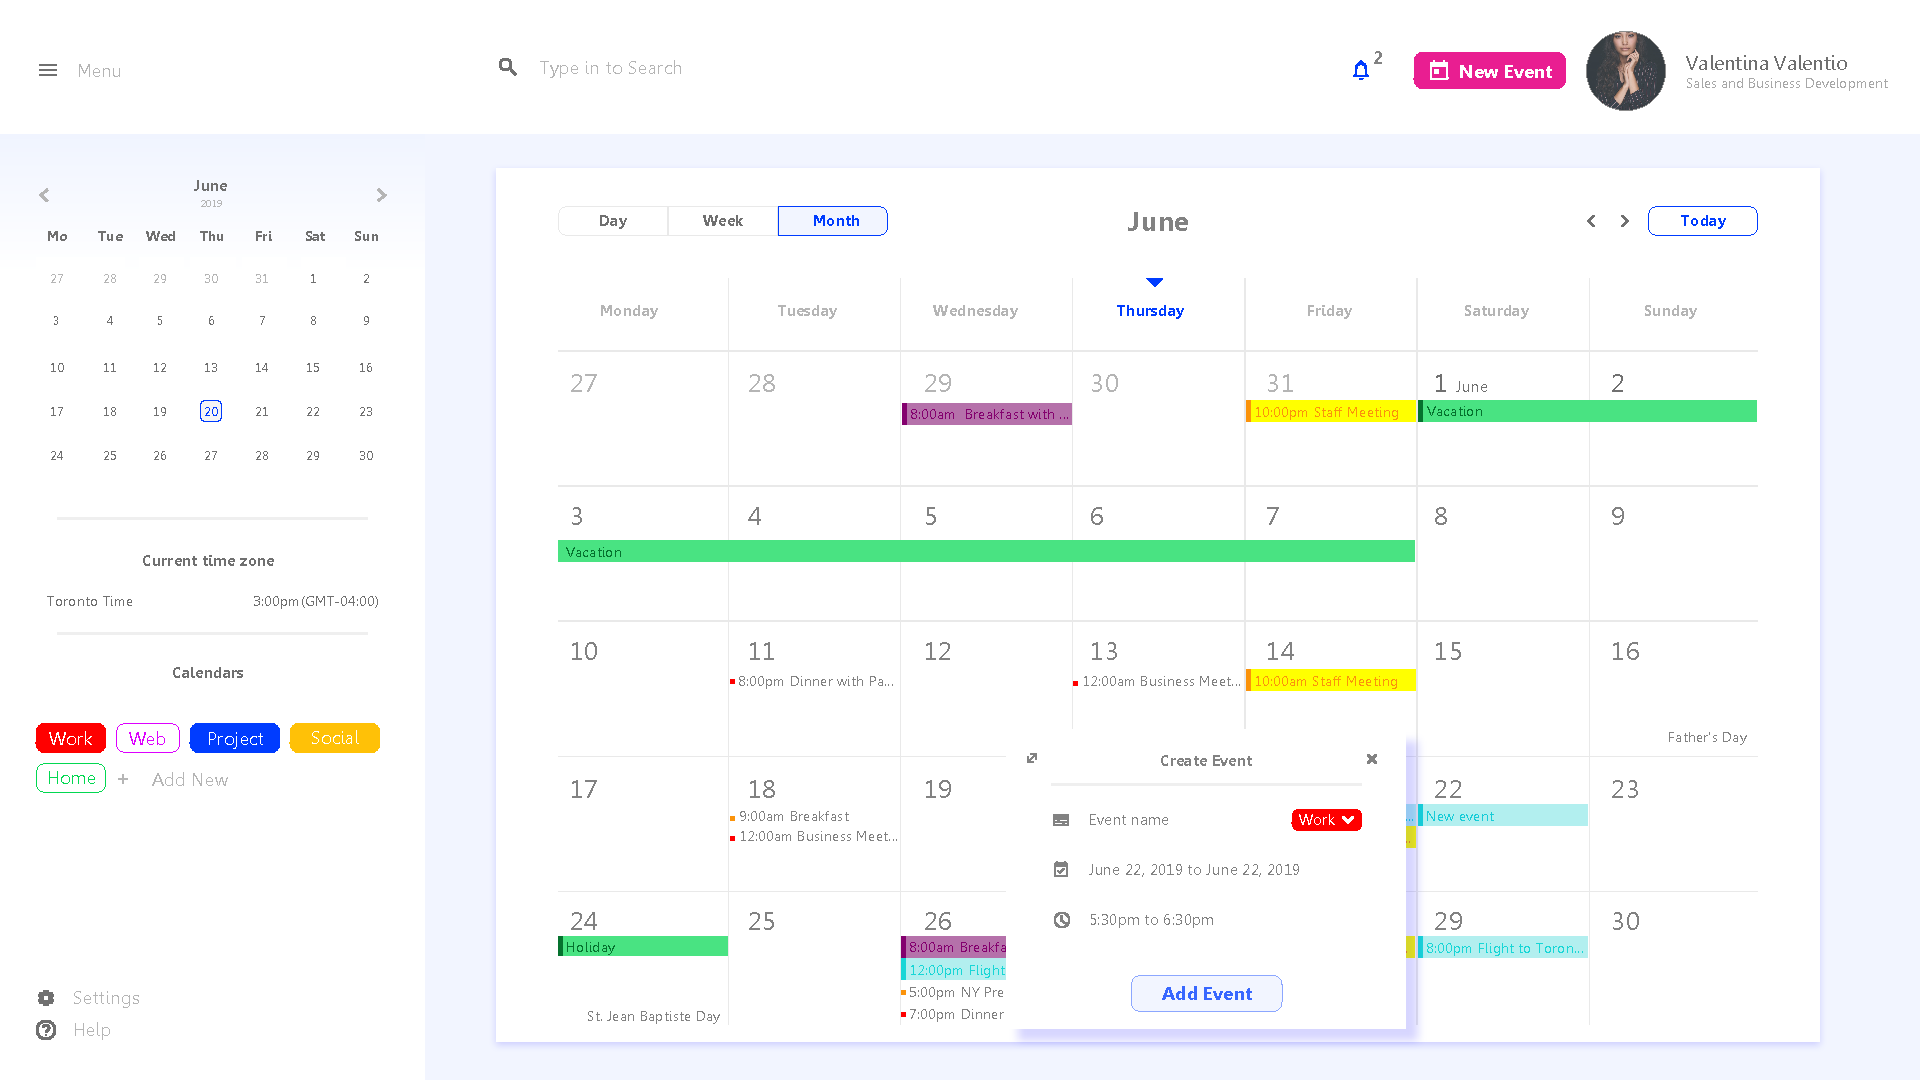 Menu
Type in to Search
2
New Event
Valentina Valentio
Sales and Business Development
June
2019
Mo Tue Wed Thu Fri Sat Sun
27 28 29 30 31 1 2
3 4 5 6 7 8 9
10 11 12 13 14 15 16
17 18 19 20 21 22 23
24 25 26 27 28 29 30
Current time zone
Toronto Time 3:00pm(GMT-04:00)
Calendars
Work Web Project Social
Home + Add New
Settings
Help
Day Week Month
June
Today
Monday Tuesday Wednesday Thursday Friday Saturday Sunday
27 28 29 30 31 1 June 2
8:00am Breakfast with ... 10:00pm Staff Meeting Vacation
3 4 5 6 7 8 9
Vacation
10 11 12 13 14 15 16
8:00pm Dinner with Pa... 12:00am Business Meet... 10:00am Staff Meeting
Father's Day
17 18 19 22 23
9:00am Breakfast
12:00am Business Meet...
New event
24 25 26 29 30
Holiday
8:00am Breakfa
12:00pm Flight
5:00pm NY Pre
7:00pm Dinner
8:00pm Flight to Toron...
St. Jean Baptiste Day
Create Event
Event name Work
June 22, 2019 to June 22, 2019
5:30pm to 6:30pm
Add Event